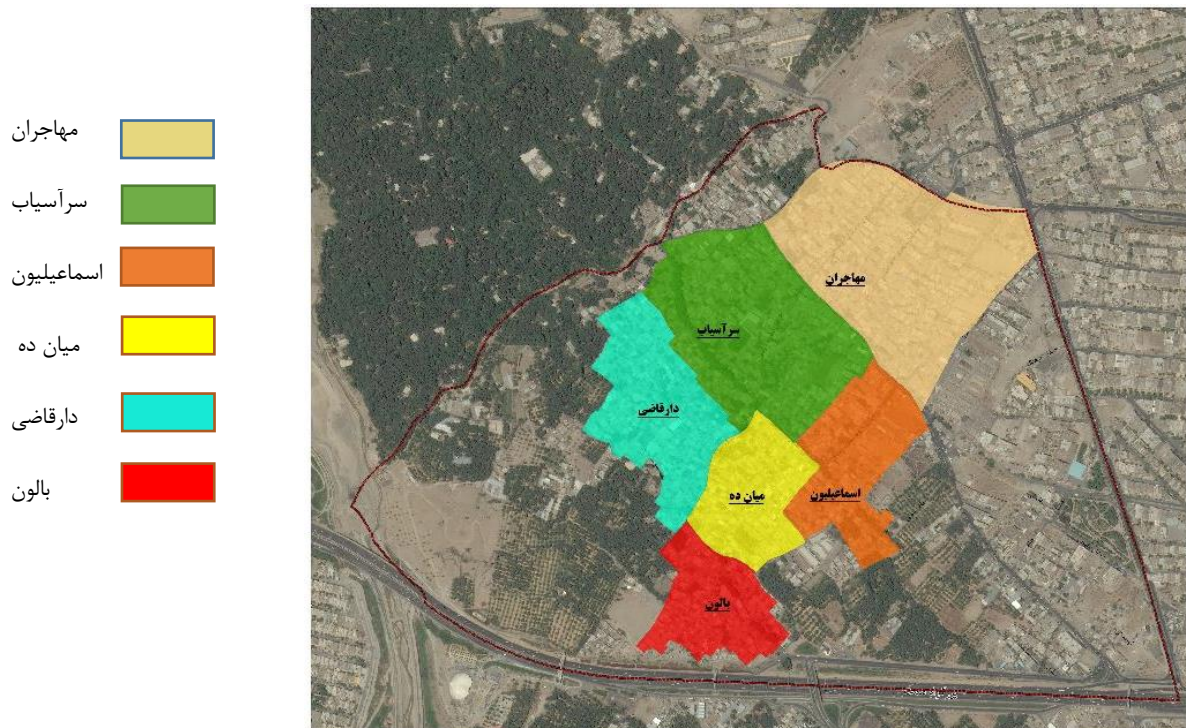 مهاجران
سرآسیاب
اسماعیلیون
میان ده
دارقاضی
بالون
مهاجران
سرآسیاب
دارقاضی
میان ده
اسماعیلیون
بالون